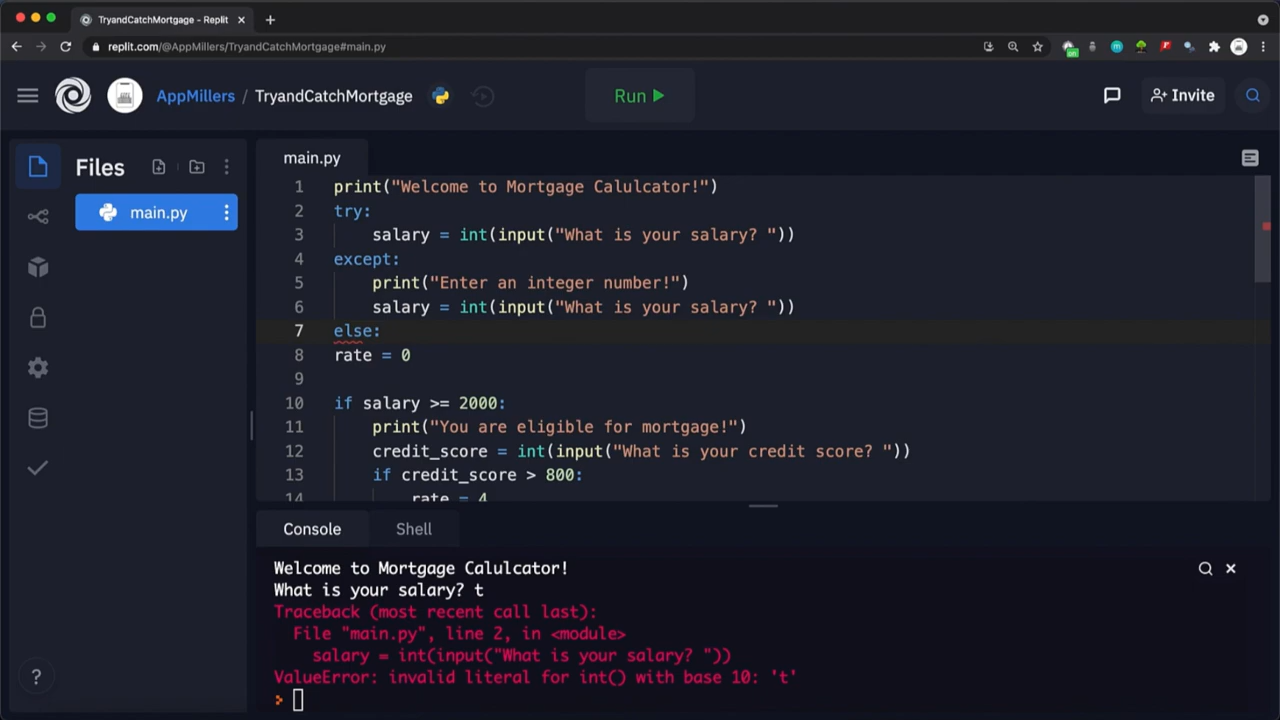 TryandCatchMortgage - Replit
replit.com/@AppMillers/TryandCatchMortgage#main.py
AppMillers / TryandCatchMortgage
Run
Invite
Files
main.py
main.py
1 print("Welcome to Mortgage Calulcator!")
2 try:
3     salary = int(input("What is your salary? "))
4 except:
5     print("Enter an integer number!")
6     salary = int(input("What is your salary? "))
7 else:
8 rate = 0
9
10 if salary >= 2000:
11     print("You are eligible for mortgage!")
12     credit_score = int(input("What is your credit score? "))
13     if credit_score > 800:
14         rate = 4
Console
Shell
Welcome to Mortgage Calulcator!
What is your salary? t
Traceback (most recent call last):
  File "main.py", line 2, in <module>
    salary = int(input("What is your salary? "))
ValueError: invalid literal for int() with base 10: 't'
?